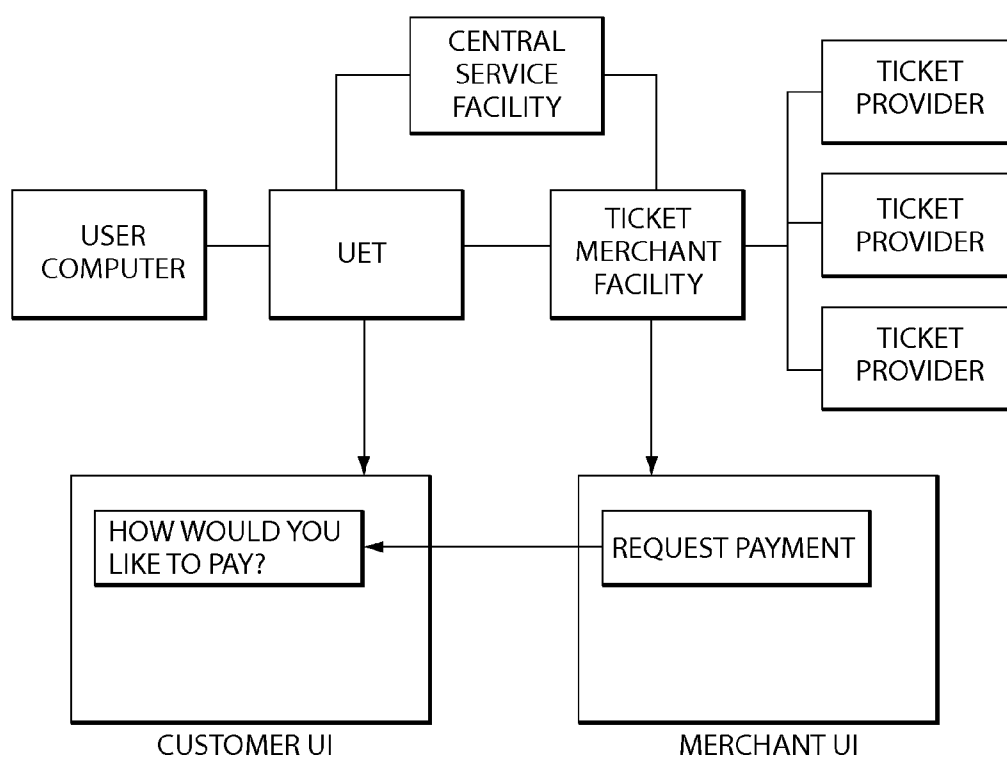 CENTRAL
SERVICE
FACILITY
TICKET
PROVIDER
USER
COMPUTER
UET
TICKET
MERCHANT
FACILITY
TICKET
PROVIDER
TICKET
PROVIDER
HOW WOULD YOU
LIKE TO PAY?
REQUEST PAYMENT
CUSTOMER UI
MERCHANT UI